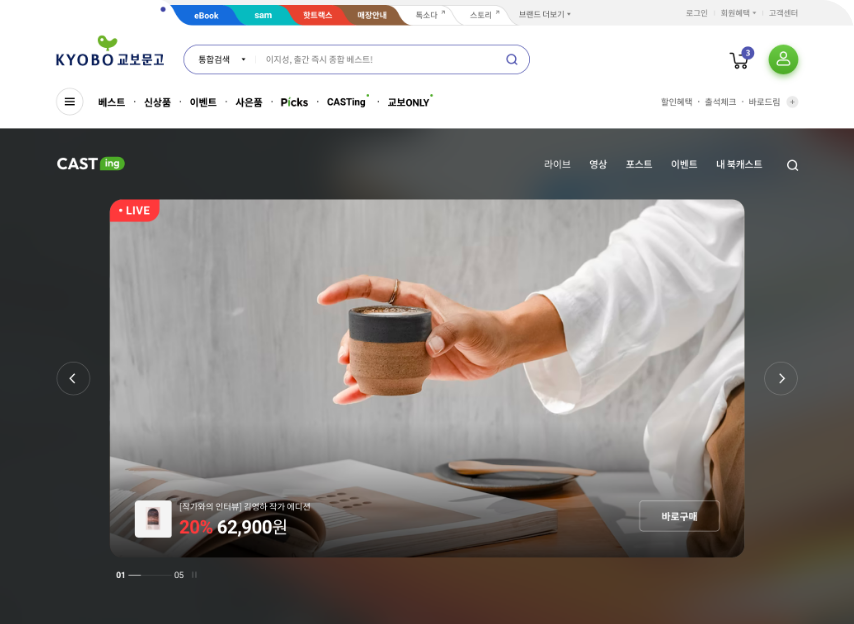 eBook sam 핫트랙스 매장안내 톡소다 스토리 브랜드 더보기 로그인 회원혜택 고객센터
KYOBO 교보문고 통합검색 이지성, 출간 즉시 종합 베스트! 3
베스트 · 신상품 · 이벤트 · 사은품 · Picks · CASTing · 교보ONLY 할인혜택 · 출석체크 · 바로드림 +
CASTing 라이브 영상 포스트 이벤트 내 북캐스트
• LIVE
[작가와의 인터뷰] 김영하 작가 에디션
20% 62,900원
바로구매
01 05